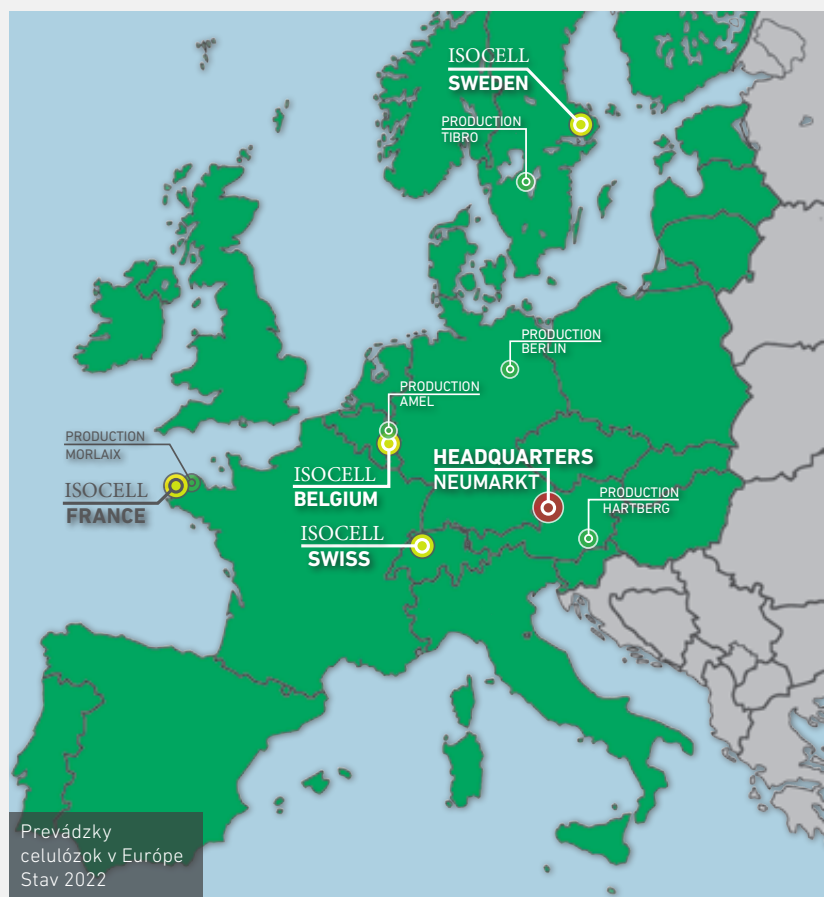 ISOCELL
SWEDEN
PRODUCTION
TIBRO
PRODUCTION
BERLIN
PRODUCTION
AMEL
PRODUCTION
MORLAIX
ISOCELL
FRANCE
ISOCELL
BELGIUM
HEADQUARTERS
NEUMARKT
PRODUCTION
HARTBERG
ISOCELL
SWISS
Prevádzky
celulózok v Európe
Stav 2022